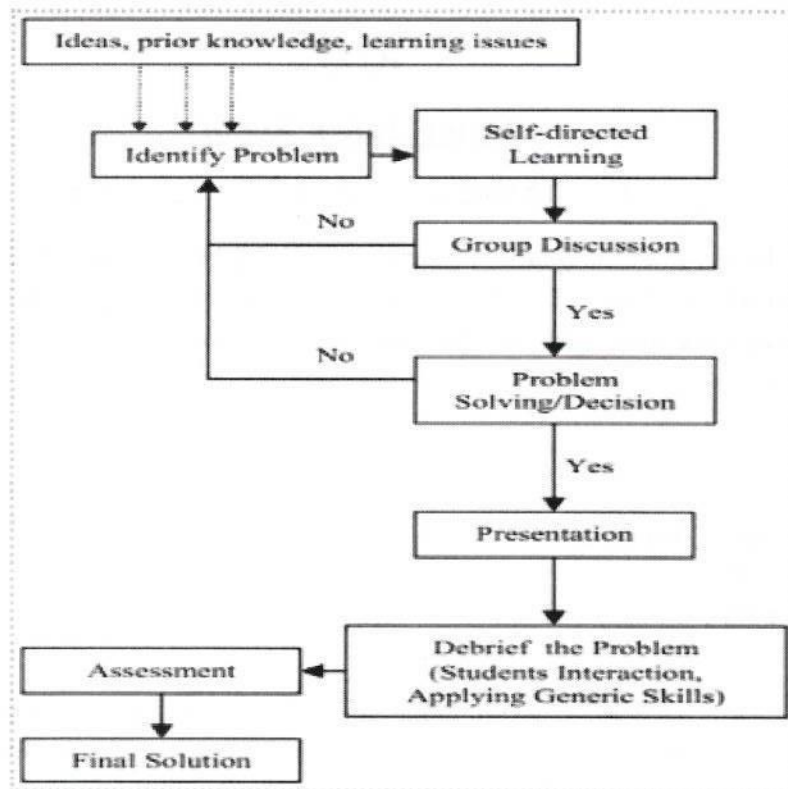 Ideas, prior knowledge, learning issues
Identify Problem
Self-directed
Learning
No
Group Discussion
Yes
No
Problem
Solving/Decision
Yes
Presentation
Debrief the Problem
(Students Interaction,
Applying Generic Skills)
Assessment
Final Solution